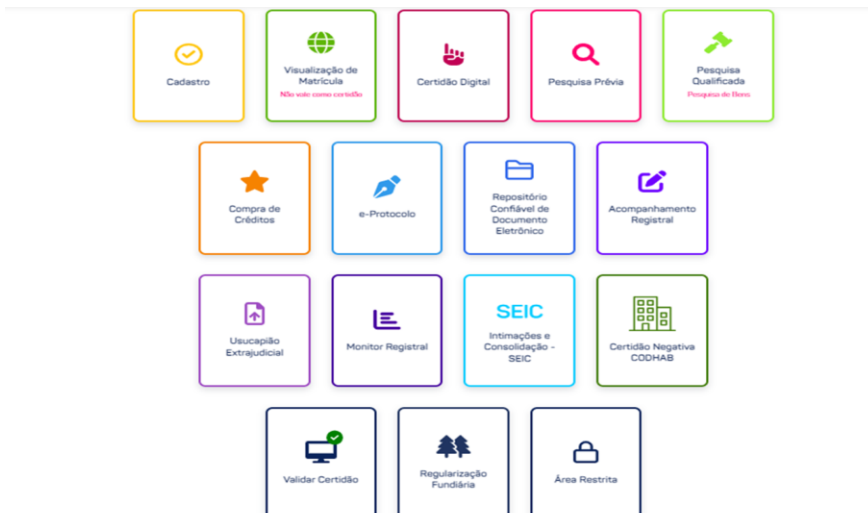 Cadastro
Visualização de
Matrícula
Não vale como certidão
Certidão Digital
Pesquisa Prévia
Pesquisa
Qualificada
Pesquisa de Bens
Compra de
Créditos
e-Protocolo
Repositório
Confiável de
Documento
Eletrônico
Acompanhamento
Registral
Usucapião
Extrajudicial
Monitor Registral
SEIC
Intimações e
Consolidação -
SEIC
Certidão Negativa
CODHAB
Validar Certidão
Regularização
Fundiária
Área Restrita